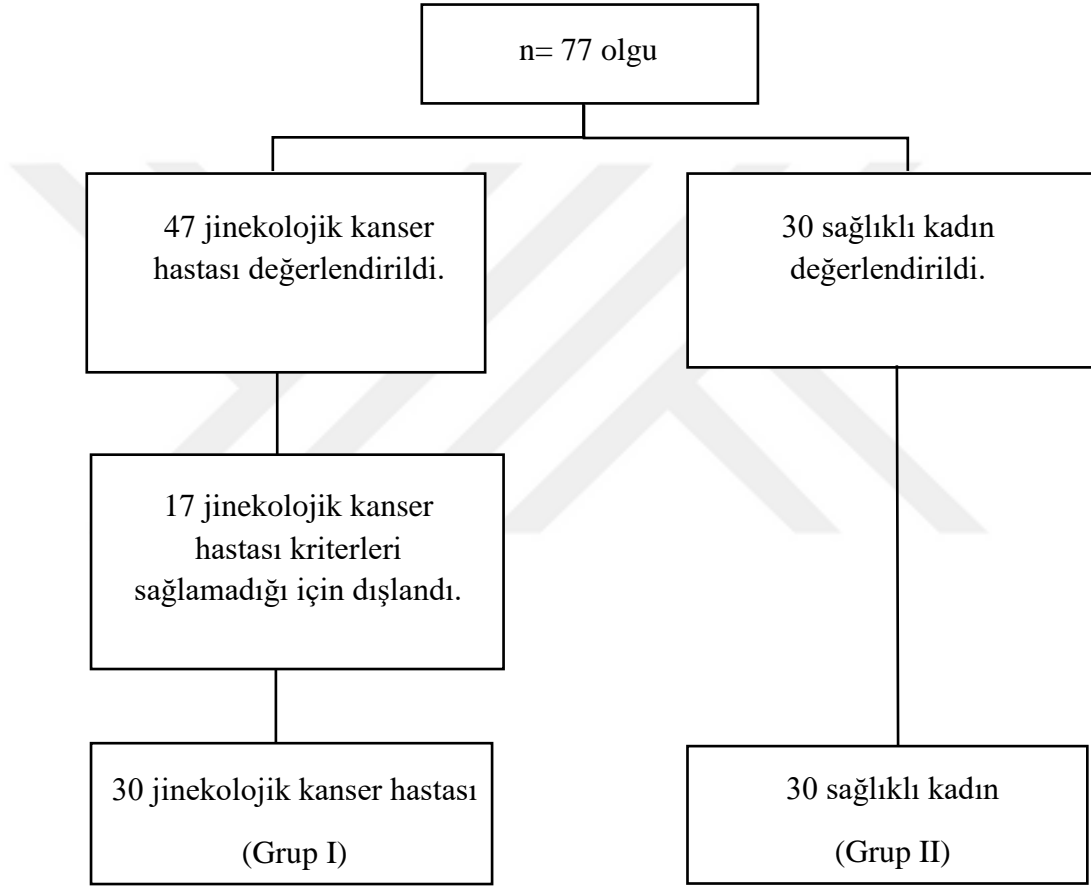 n= 77 olgu
47 jinekolojik kanser
hastası değerlendirildi.
30 sağlıklı kadın
değerlendirildi.
17 jinekolojik kanser
hastası kriterleri
sağlamadığı için dışlandı.
30 jinekolojik kanser hastası
(Grup I)
30 sağlıklı kadın
(Grup II)